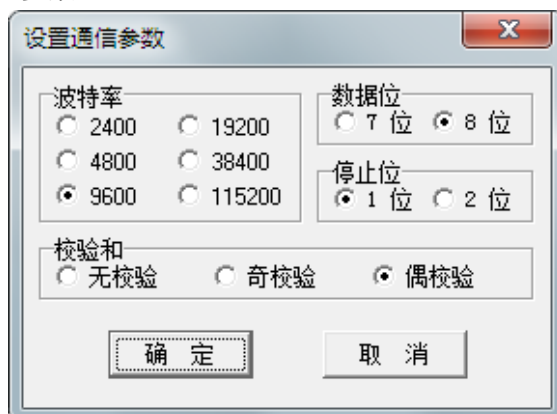 设置通信参数
波特率
2400 19200
4800 38400
9600 115200
数据位
7 位 8 位
停止位
1 位 2 位
校验和
无校验 奇校验 偶校验
确 定 取 消